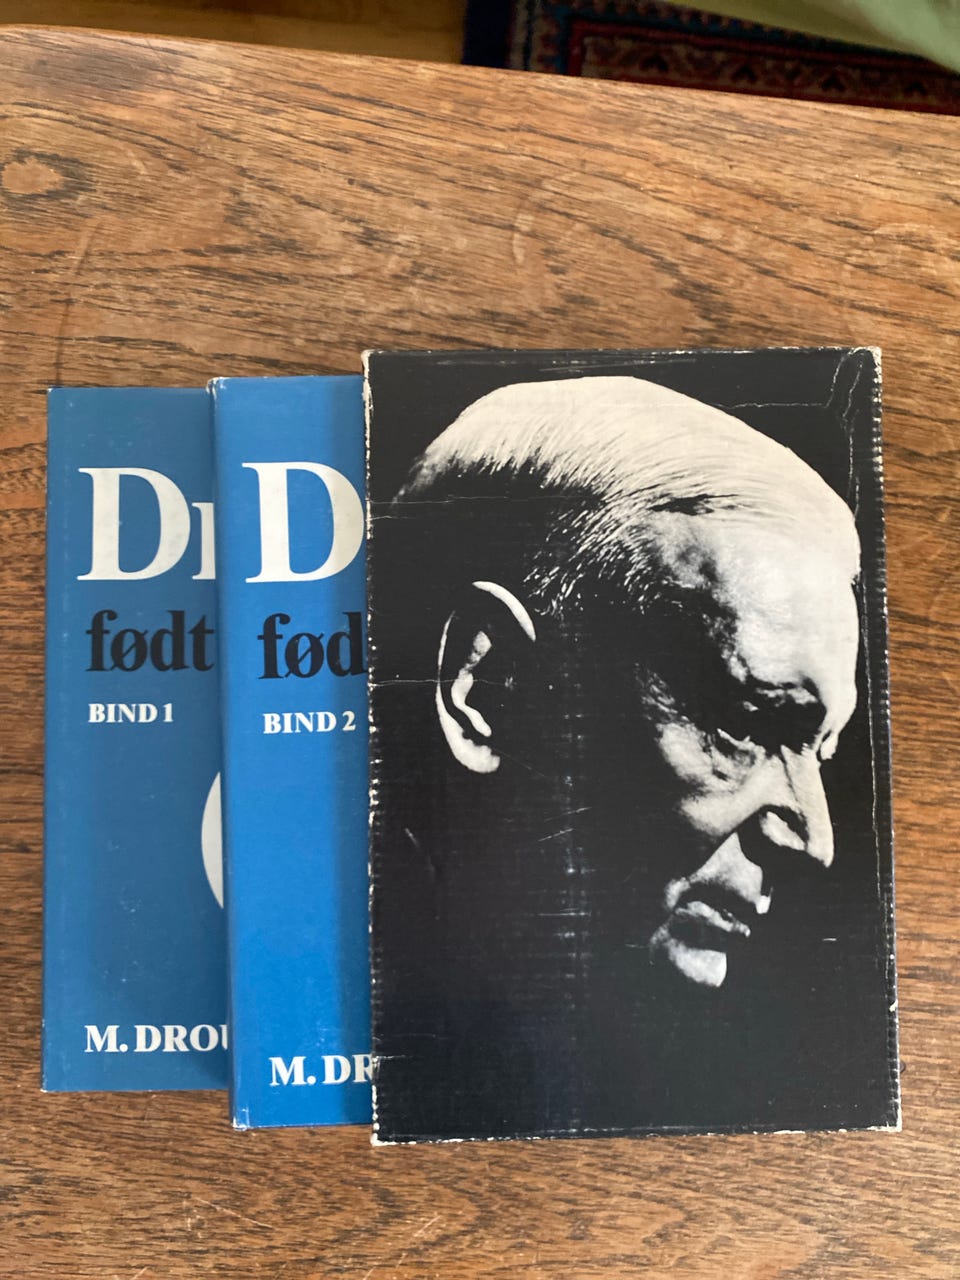 Dr
født
BIND 1
M. DROU
D
fød
BIND 2
M. DR